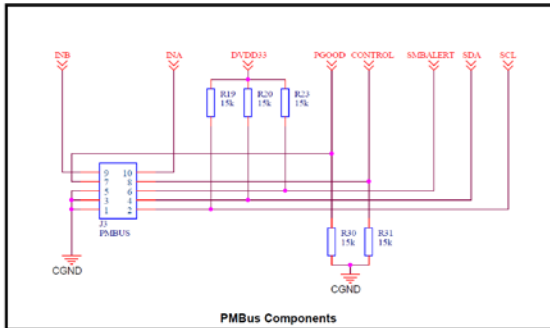 INB INA DVDD33 PGOOD CONTROL SMBALERT SDA SCL
R19 15k R20 15k R23 15k
9 10
7 8
5 6
3 4
1 2
J3
PMBUS
R30 15k R31 15k
CGND
CGND
PMBus Components